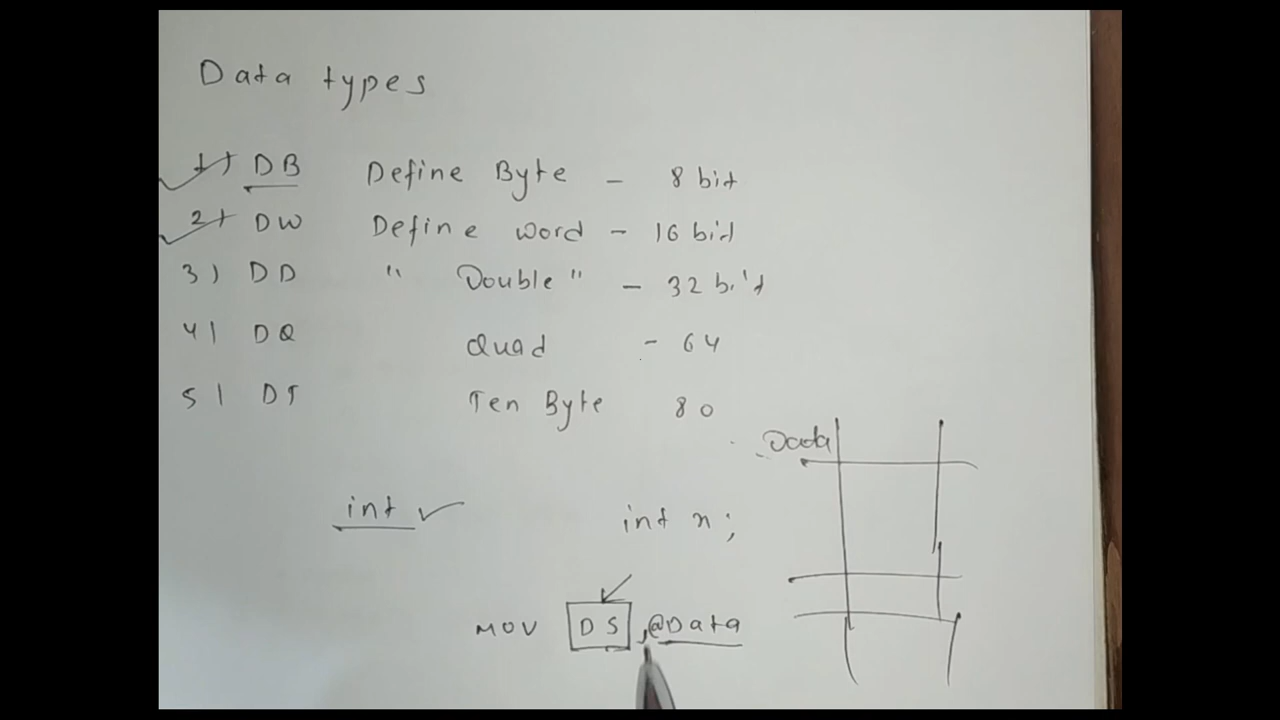 Data types
1) DB Define Byte - 8 bit
2) DW Define word - 16 bit
3) DD " Double " - 32 bit
4) DQ Quad - 64
5) DT Ten Byte 80
.Data
int ✓ int n;
MOV DS ,@Data